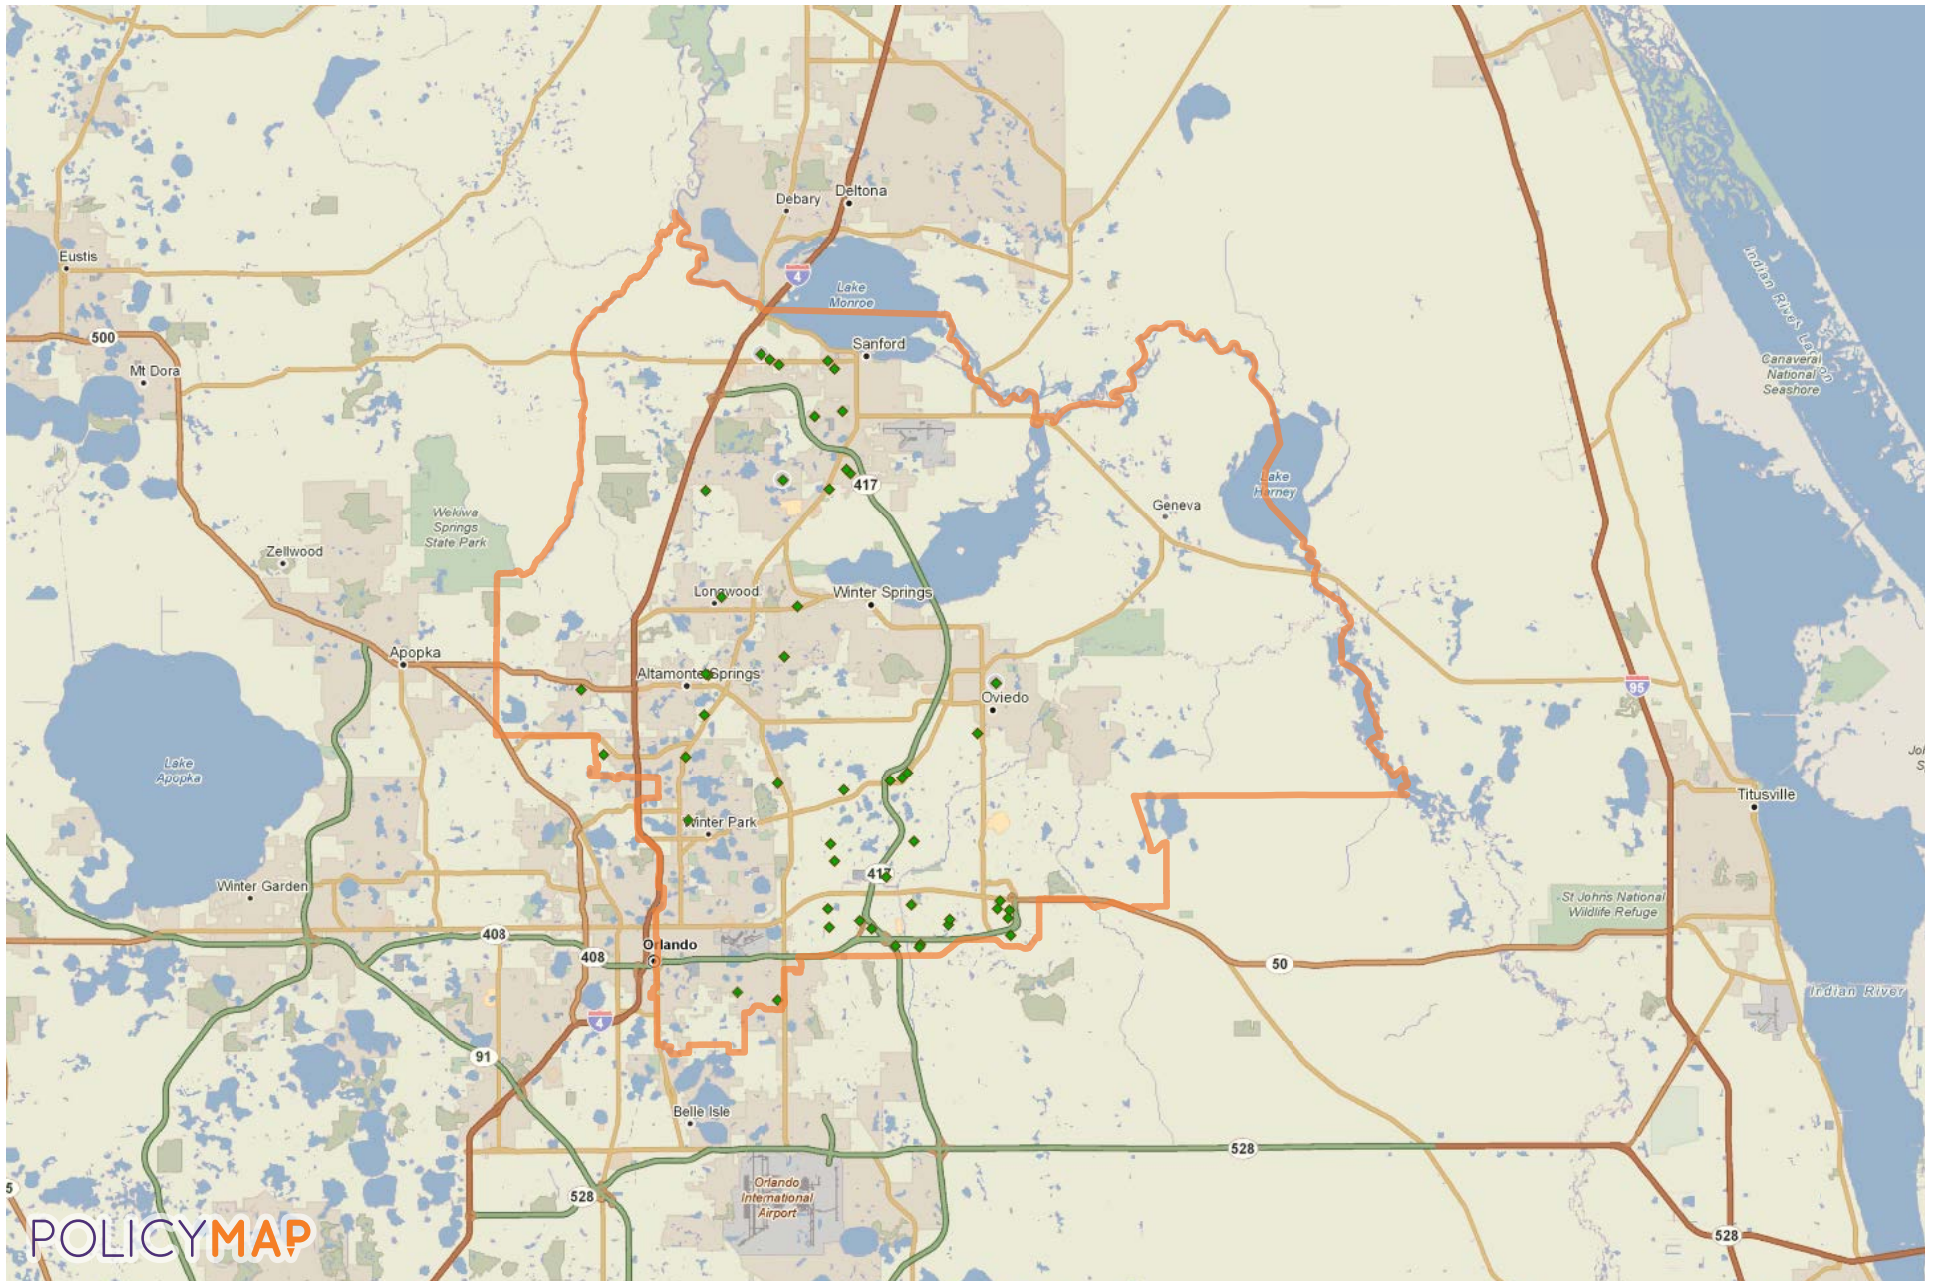 Debary
Deltona
Eustis
Indian River Lagoon
4
Lake
Monroe
500
Sanford
Mt Dora
Canaveral
National
Seashore
417
Lake
Harney
Geneva
Wekiwa
Springs
State Park
Zellwood
Longwood
Winter Springs
Apopka
Altamonte Springs
95
Oviedo
Lake
Apopka
Titusville
Winter Park
417
Winter Garden
St Johns National
Wildlife Refuge
408
Orlando
408
50
Indian River
4
91
Belle Isle
528
5
528
Orlando
International
Airport
528
POLICYMAP